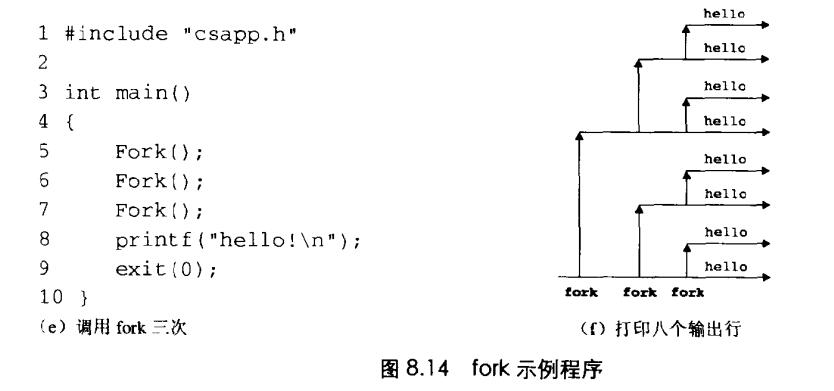 1 #include "csapp.h"
2
3 int main()
4 {
5 Fork();
6 Fork();
7 Fork();
8 printf("hello!\n");
9 exit(0);
10 }
(e) 调用 fork 三次
hello
hello
hello
hello
hello
hello
hello
hello
fork fork fork
(f) 打印八个输出行
图 8.14 fork 示例程序